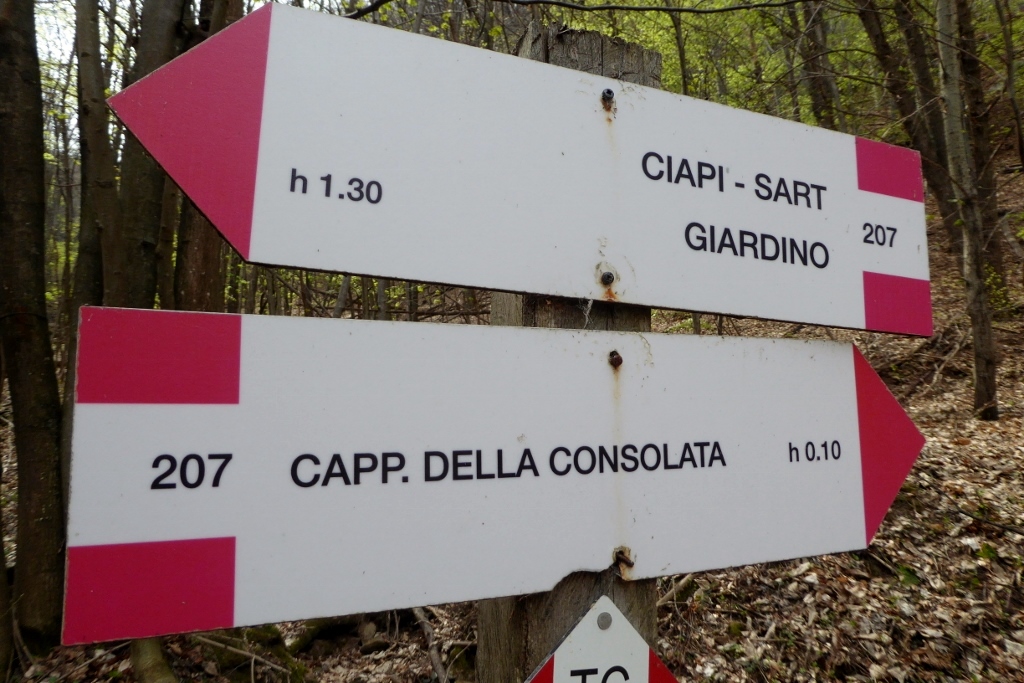 h 1.30
CIAPI - SART
GIARDINO
207
207 CAPP. DELLA CONSOLATA h 0.10